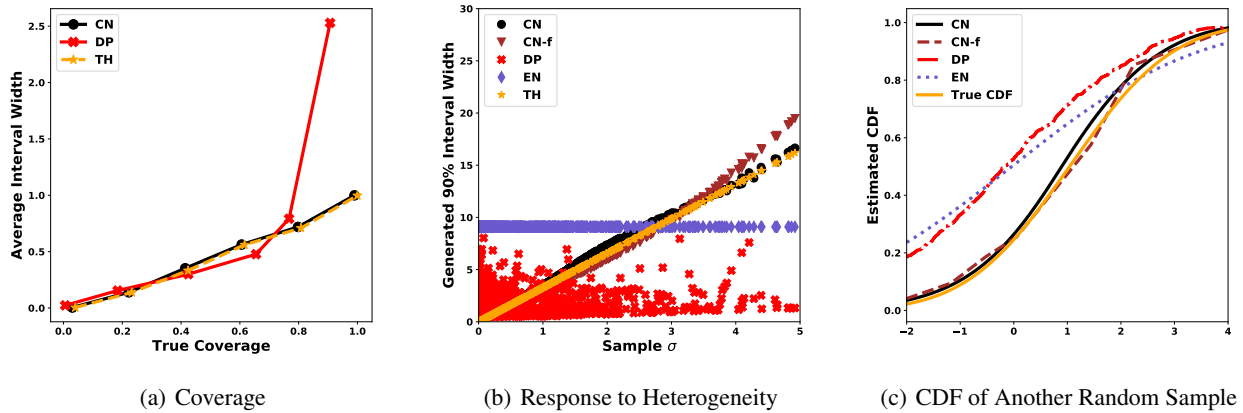 CN
DP
TH
Average Interval Width
2.5
2.0
1.5
1.0
0.5
0.0
0.0 0.2 0.4 0.6 0.8 1.0
True Coverage
(a) Coverage
CN
CN-f
DP
EN
TH
Generated 90% Interval Width
30
25
20
15
10
5
0
0 1 2 3 4 5
Sample σ
(b) Response to Heterogeneity
CN
CN-f
DP
EN
True CDF
Estimated CDF
1.0
0.8
0.6
0.4
0.2
0.0
−2 −1 0 1 2 3 4
(c) CDF of Another Random Sample